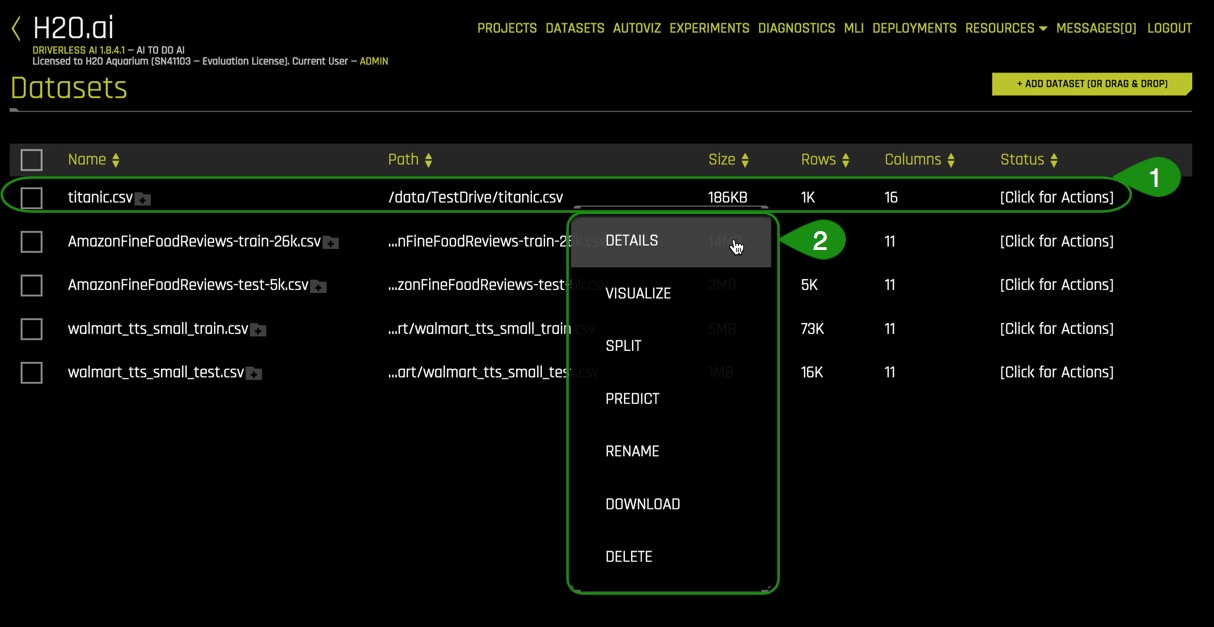 H2O.ai
PROJECTS DATASETS AUTOVIZ EXPERIMENTS DIAGNOSTICS MLI DEPLOYMENTS RESOURCES MESSAGES[0] LOGOUT
DRIVERLESS AI 1.8.4.1 – AI TO DO AI
Licensed to H2O Aquarium (SN41103 – Evaluation License). Current User – ADMIN
Datasets
+ ADD DATASET (OR DRAG & DROP)
Name Path Size Rows Columns Status
1
titanic.csv /data/TestDrive/titanic.csv 186KB 1K 16 [Click for Actions]
AmazonFineFoodReviews-train-26k.csv ...nFineFoodReviews-train-26k.csv 14MB 11 [Click for Actions]
AmazonFineFoodReviews-test-5k.csv ...zonFineFoodReviews-test-5k.csv 3MB 5K 11 [Click for Actions]
walmart_tts_small_train.csv ...rt/walmart_tts_small_train.csv 5MB 73K 11 [Click for Actions]
walmart_tts_small_test.csv ...art/walmart_tts_small_test.csv 1MB 16K 11 [Click for Actions]
2
DETAILS
VISUALIZE
SPLIT
PREDICT
RENAME
DOWNLOAD
DELETE